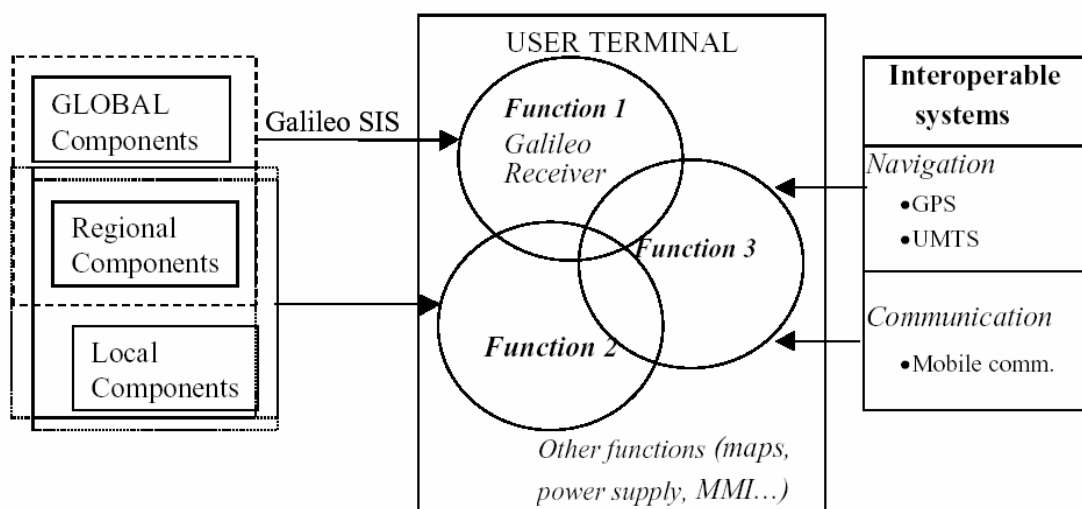 GLOBAL
Components
Regional
Components
Local
Components
Galileo SIS
USER TERMINAL
Function 1
Galileo
Receiver
Function 3
Function 2
Other functions (maps,
power supply, MMI…)
Interoperable
systems
Navigation
•GPS
•UMTS
Communication
•Mobile comm.